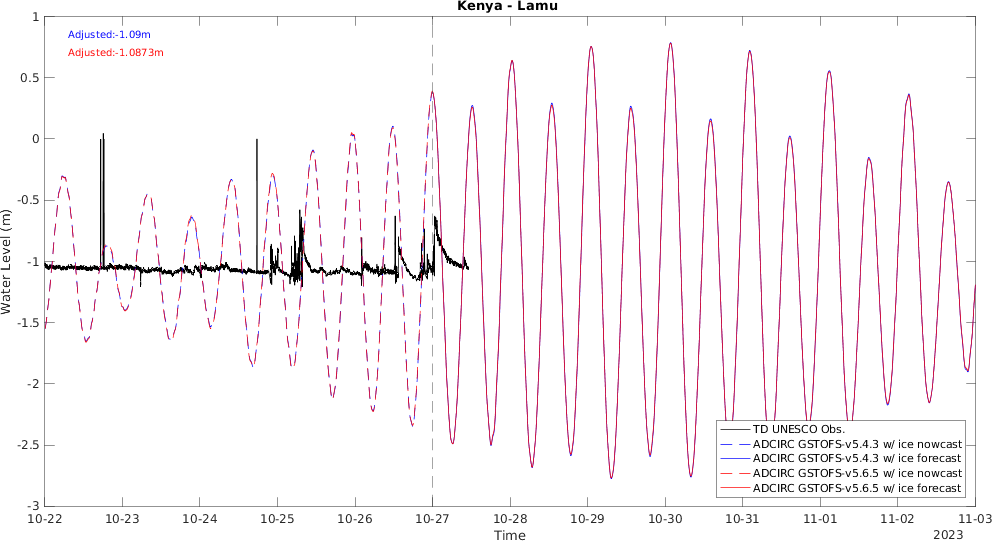 Kenya - Lamu
Adjusted:-1.09m
Adjusted:-1.0873m
Water Level (m)
1
0.5
0
-0.5
-1
-1.5
-2
-2.5
-3
TD UNESCO Obs.
ADCIRC GSTOFS-v5.4.3 w/ ice nowcast
ADCIRC GSTOFS-v5.4.3 w/ ice forecast
ADCIRC GSTOFS-v5.6.5 w/ ice nowcast
ADCIRC GSTOFS-v5.6.5 w/ ice forecast
10-22 10-23 10-24 10-25 10-26 10-27 10-28 10-29 10-30 10-31 11-01 11-02 11-03
Time
2023